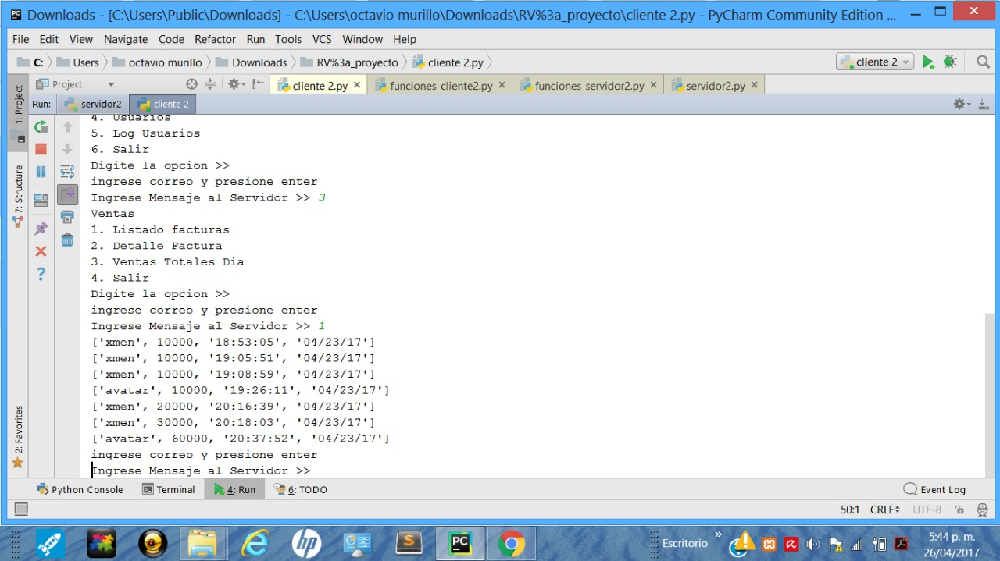 Downloads - [C:\Users\Public\Downloads] - C:\Users\octavio murillo\Downloads\RV%3a_proyecto\cliente 2.py - PyCharm Community Edition ...
File Edit View Navigate Code Refactor Run Tools VCS Window Help
C: Users octavio murillo Downloads RV%3a_proyecto cliente 2.py cliente 2
Project cliente 2.py funciones_cliente2.py funciones_servidor2.py servidor2.py
Run: servidor2 cliente 2
1: Project
Z: Structure
2: Favorites
4. Usuarios
5. Log Usuarios
6. Salir
Digite la opcion >>
ingrese correo y presione enter
Ingrese Mensaje al Servidor >> 3
Ventas
1. Listado facturas
2. Detalle Factura
3. Ventas Totales Dia
4. Salir
Digite la opcion >>
ingrese correo y presione enter
Ingrese Mensaje al Servidor >> 1
['xmen', 10000, '18:53:05', '04/23/17']
['xmen', 10000, '19:05:51', '04/23/17']
['xmen', 10000, '19:08:59', '04/23/17']
['avatar', 10000, '19:26:11', '04/23/17']
['xmen', 20000, '20:16:39', '04/23/17']
['xmen', 30000, '20:18:03', '04/23/17']
['avatar', 60000, '20:37:52', '04/23/17']
ingrese correo y presione enter
Ingrese Mensaje al Servidor >>
Python Console Terminal 4: Run 6: TODO Event Log
50:1 CRLF UTF-8
Escritorio
5:44 p. m.
26/04/2017